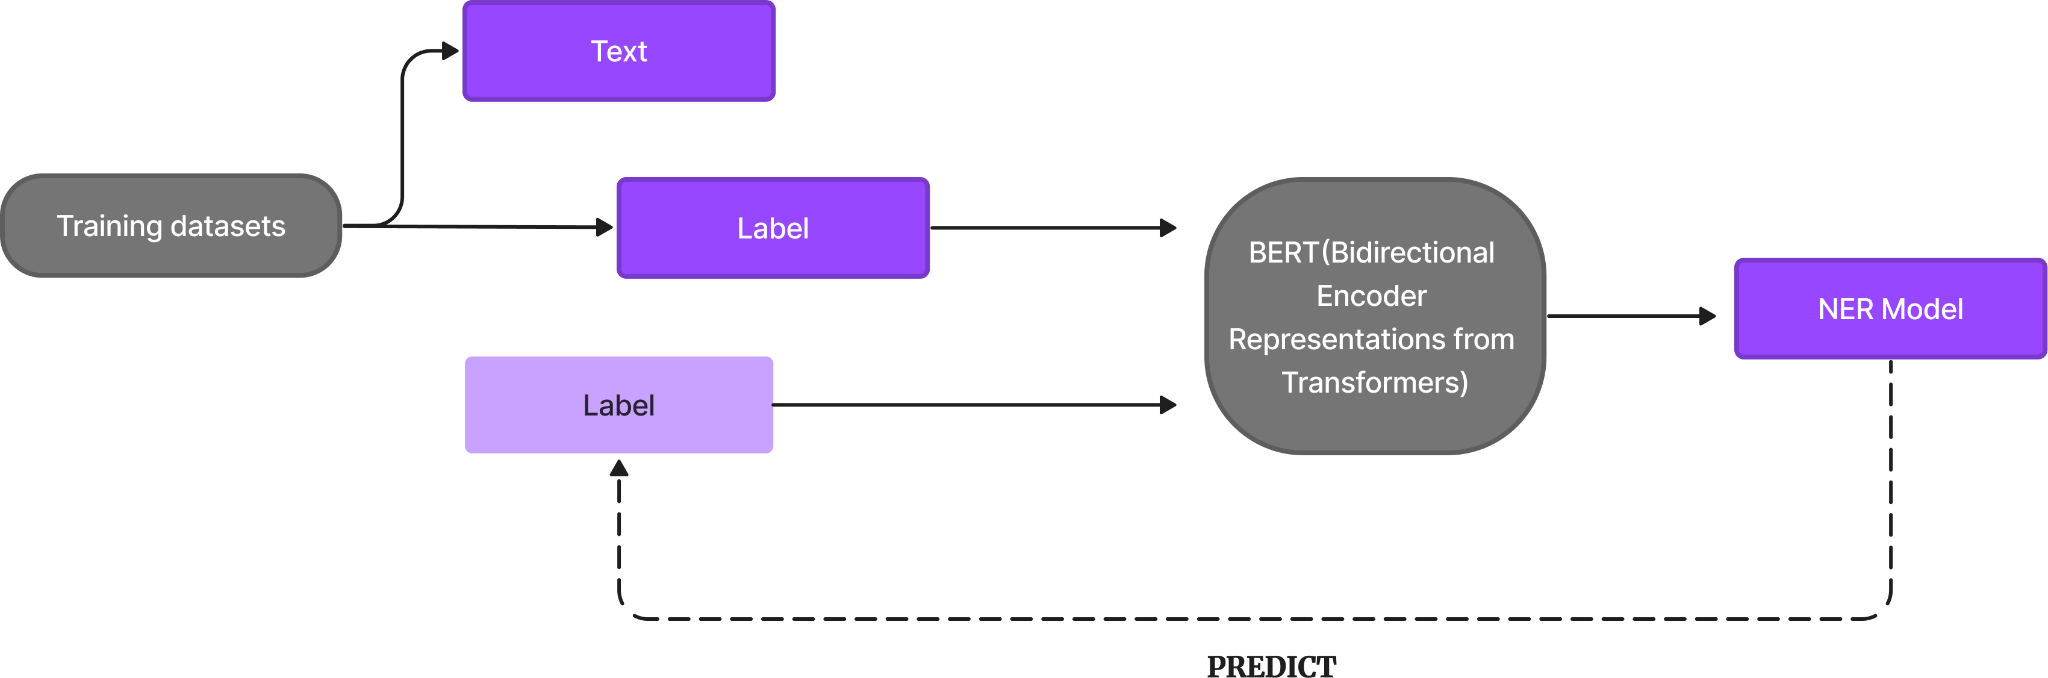 Text
Training datasets
Label
BERT(Bidirectional
Encoder
Representations from
Transformers)
NER Model
Label
PREDICT